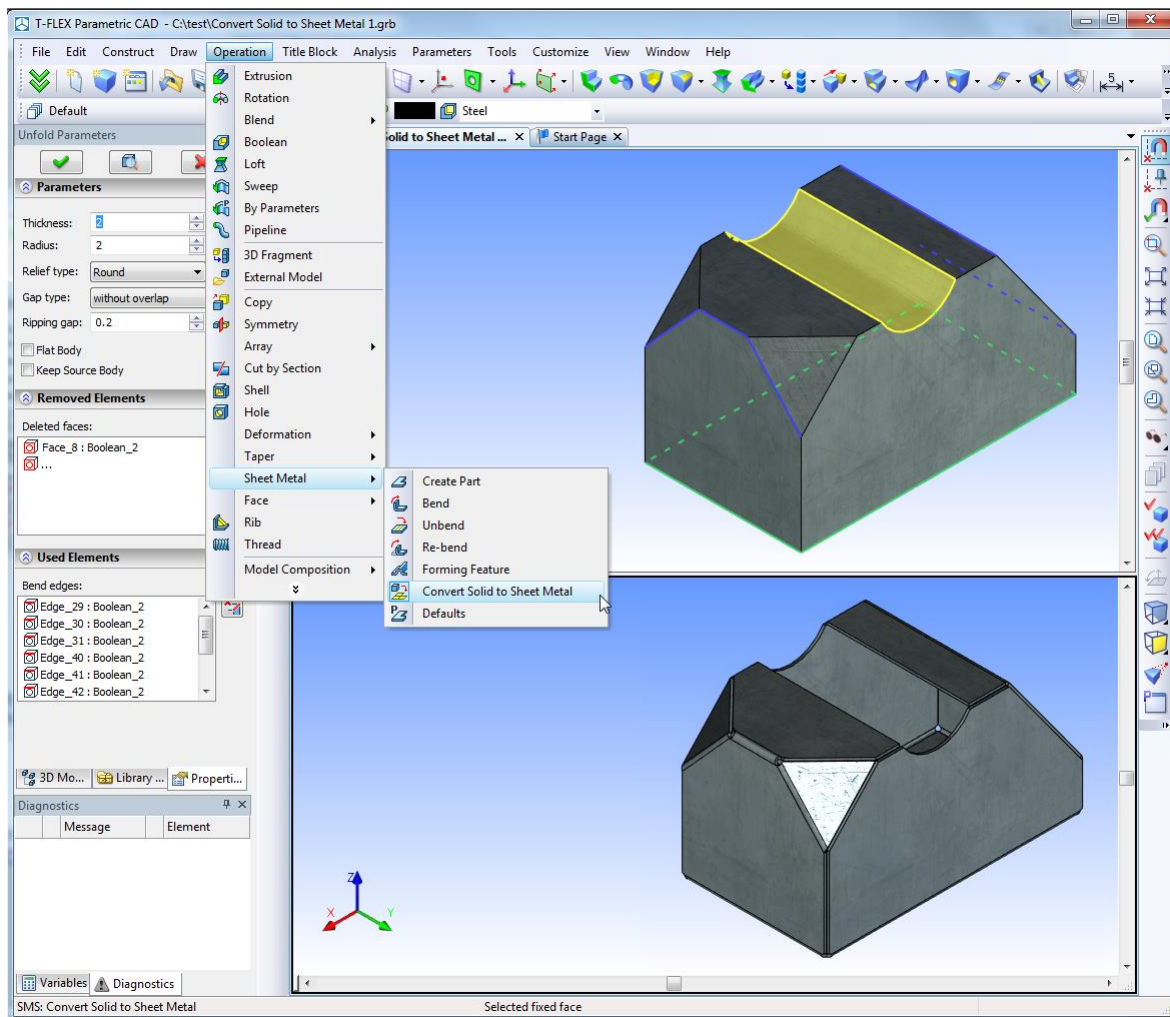 T-FLEX Parametric CAD - C:\test\Convert Solid to Sheet Metal 1.grb
File Edit Construct Draw Operation Title Block Analysis Parameters Tools Customize View Window Help
5
Default
Steel
Unfold Parameters
Parameters
Thickness: 2
Radius: 2
Relief type: Round
Gap type: without overlap
Ripping gap: 0.2
Flat Body
Keep Source Body
Removed Elements
Deleted faces:
Face_8 : Boolean_2
...
Used Elements
Bend edges:
Edge_29 : Boolean_2
Edge_30 : Boolean_2
Edge_31 : Boolean_2
Edge_40 : Boolean_2
Edge_41 : Boolean_2
Edge_42 : Boolean_2
3D Mo... Library ... Properti...
Diagnostics
Message Element
Variables Diagnostics
SMS: Convert Solid to Sheet Metal
Selected fixed face
Extrusion
Rotation
Blend
Boolean
Loft
Sweep
By Parameters
Pipeline
3D Fragment
External Model
Copy
Symmetry
Array
Cut by Section
Shell
Hole
Deformation
Taper
Sheet Metal
Face
Rib
Thread
Model Composition
Create Part
Bend
Unbend
Re-bend
Forming Feature
Convert Solid to Sheet Metal
Defaults
olid to Sheet Metal ... Start Page
Z
X
Y